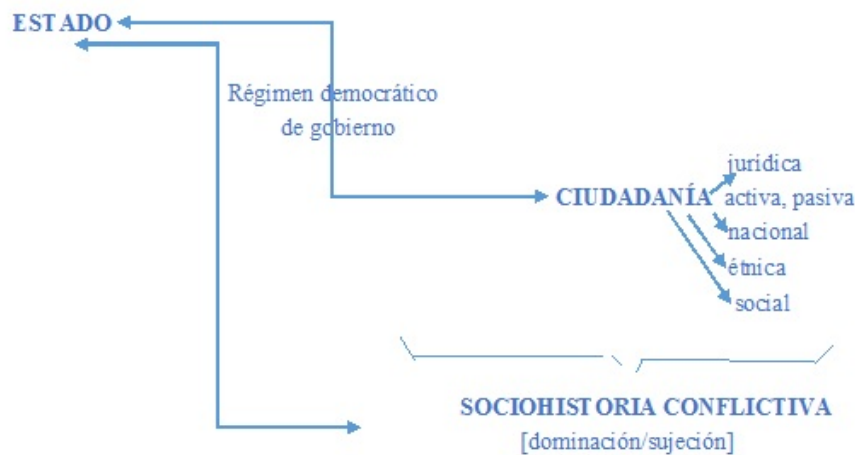 ESTADO
Régimen democrático
de gobierno
jurídica
CIUDADANÍA activa, pasiva
nacional
étnica
social
SOCIOHISTORIA CONFLICTIVA
[dominación/sujeción]